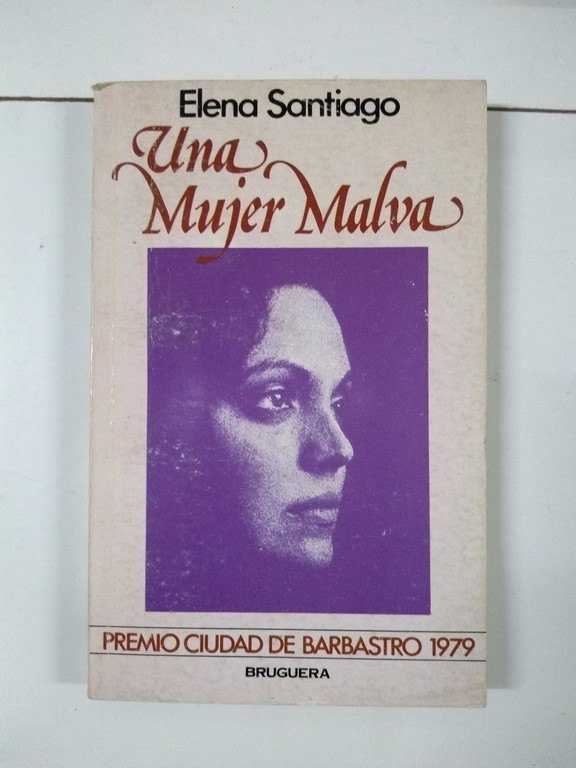 Elena Santiago
Una
Mujer Malva
PREMIO CIUDAD DE BARBASTRO 1979
BRUGUERA